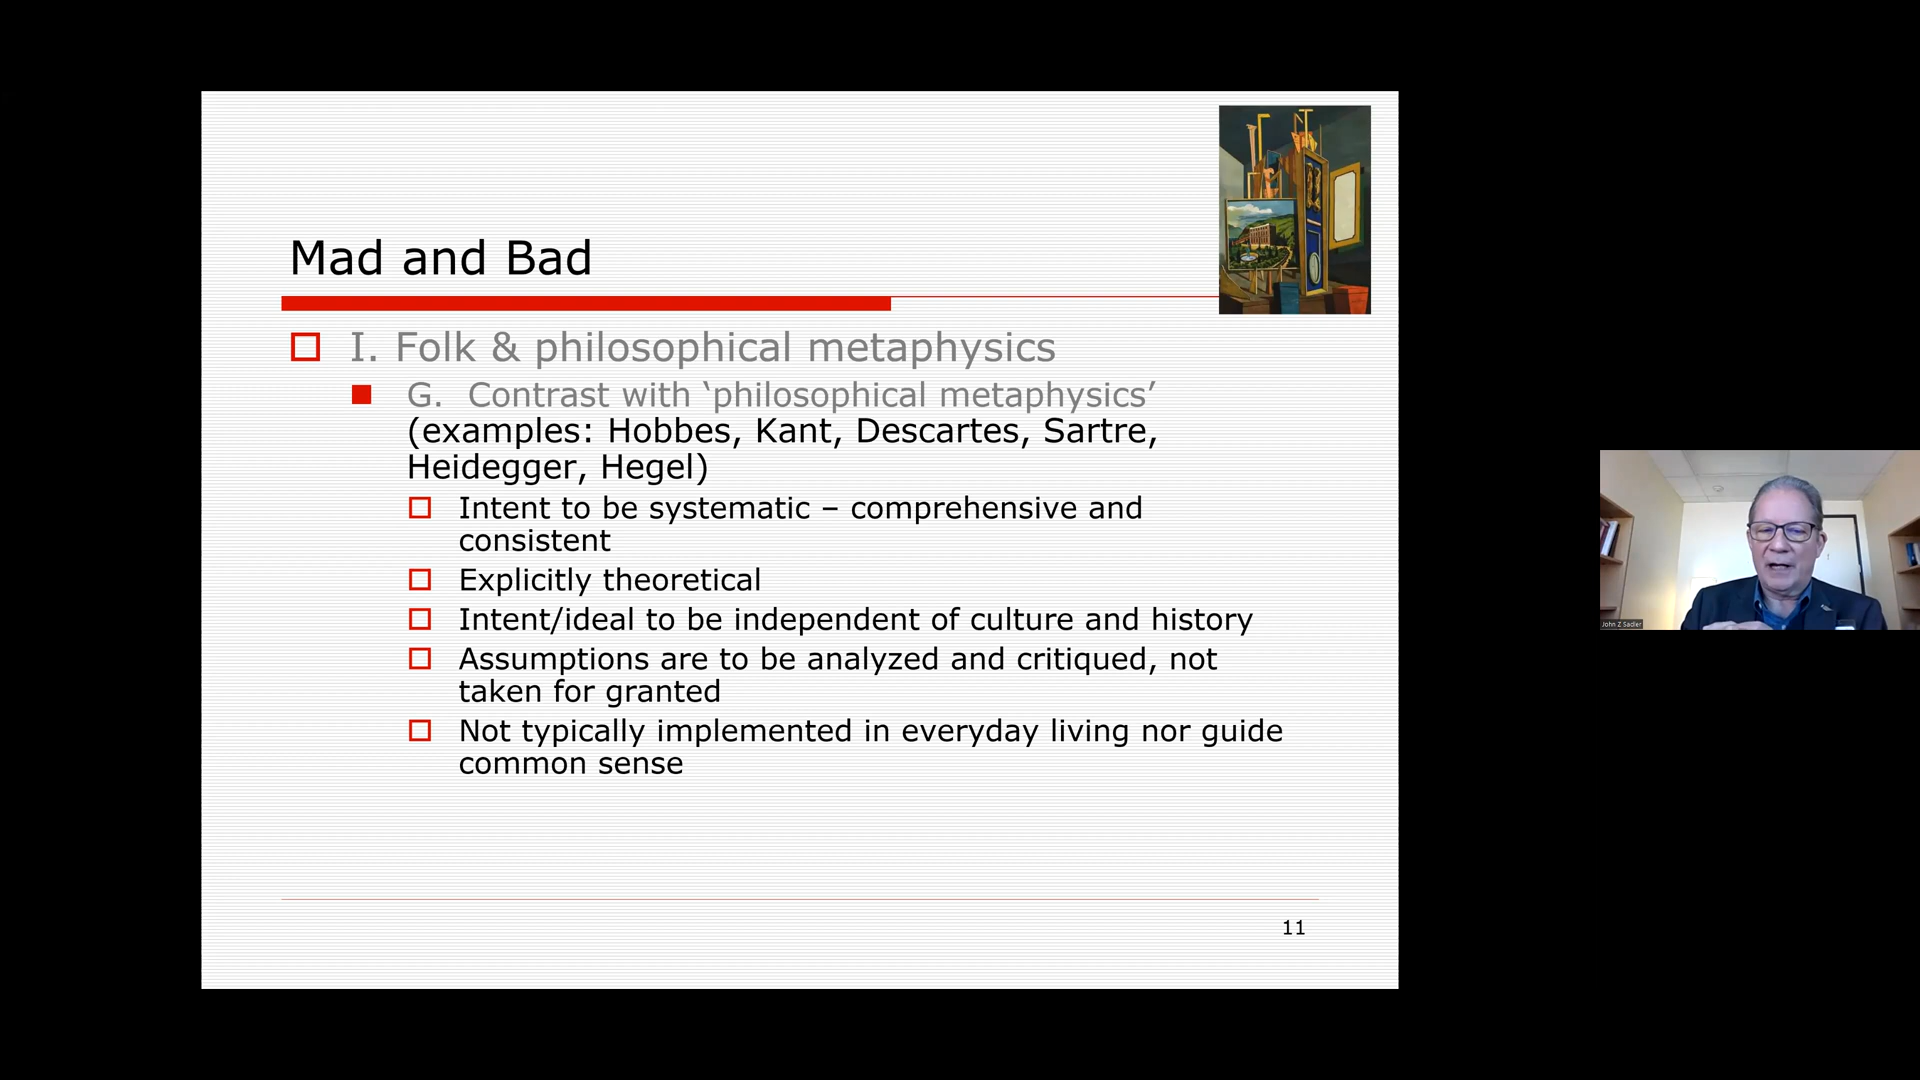 Mad and Bad
I. Folk & philosophical metaphysics
G. Contrast with ‘philosophical metaphysics’
(examples: Hobbes, Kant, Descartes, Sartre,
Heidegger, Hegel)
Intent to be systematic – comprehensive and
consistent
Explicitly theoretical
Intent/ideal to be independent of culture and history
Assumptions are to be analyzed and critiqued, not
taken for granted
Not typically implemented in everyday living nor guide
common sense
11
John Z Sadler